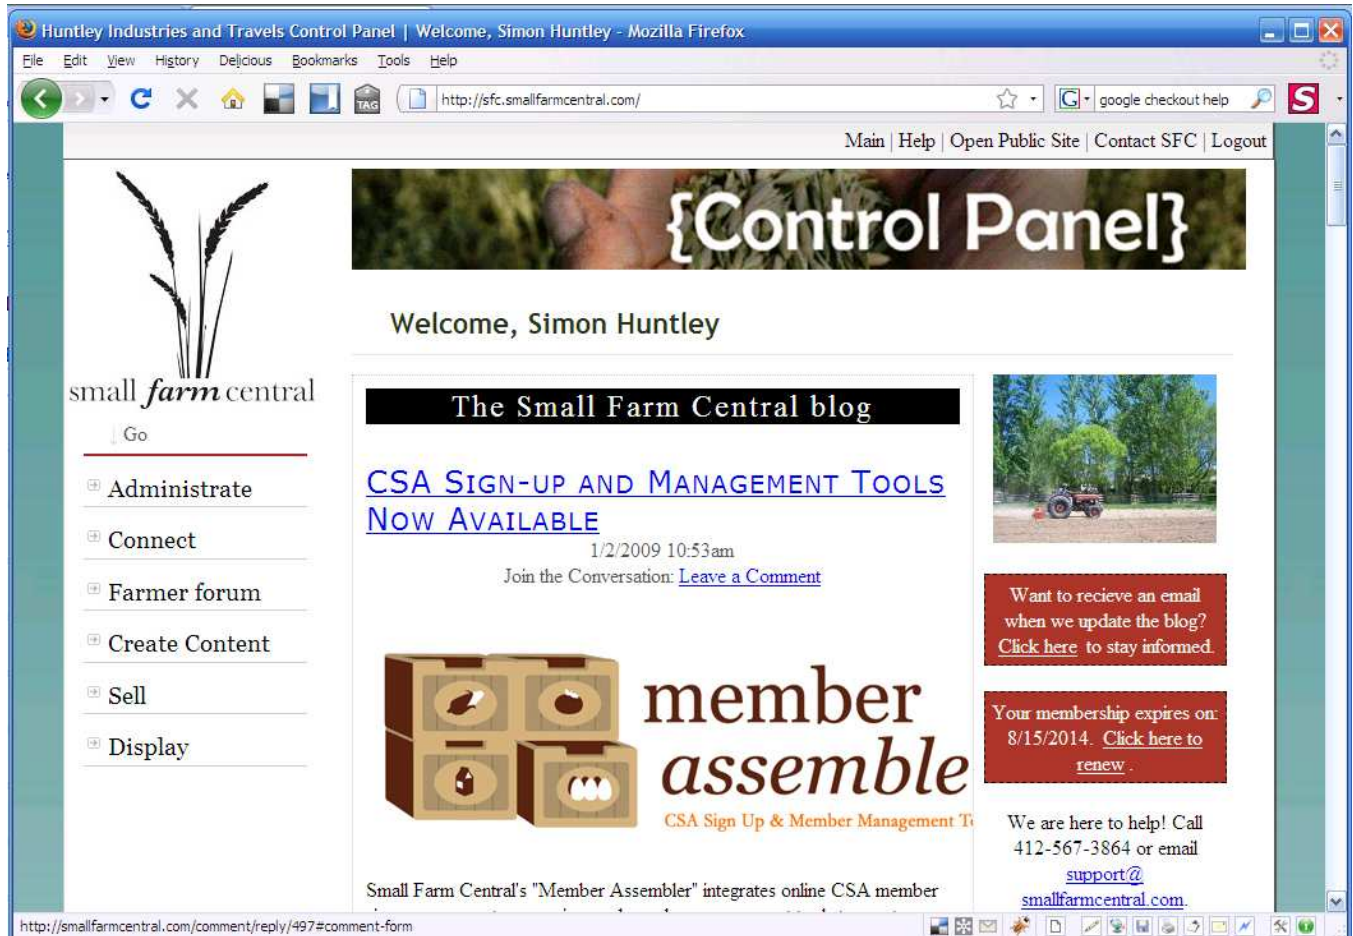 Huntley Industries and Travels Control Panel | Welcome, Simon Huntley - Mozilla Firefox
File Edit View History Delicious Bookmarks Tools Help
TAG http://sfc.smallfarmcentral.com/ G google checkout help S
Main | Help | Open Public Site | Contact SFC | Logout
{Control Panel}
small farm central
Go
Administrate
Connect
Farmer forum
Create Content
Sell
Display
Welcome, Simon Huntley
The Small Farm Central blog
CSA Sign-up and Management Tools
Now Available
1/2/2009 10:53am
Join the Conversation: Leave a Comment
member
assemble
CSA Sign Up & Member Management T
Small Farm Central's "Member Assembler" integrates online CSA member
Want to recieve an email
when we update the blog?
Click here to stay informed.
Your membership expires on:
8/15/2014. Click here to
renew .
We are here to help! Call
412-567-3864 or email
support@
smallfarmcentral.com.
http://smallfarmcentral.com/comment/reply/497#comment-form